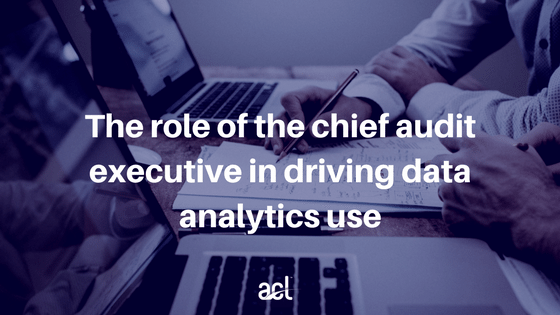 The role of the chief audit
executive in driving data
analytics use
acl